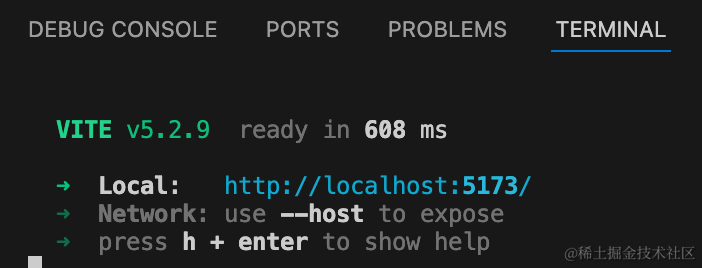 DEBUG CONSOLE PORTS PROBLEMS TERMINAL
VITE v5.2.9 ready in 608 ms
➜ Local: http://localhost:5173/
➜ Network: use --host to expose
➜ press h + enter to show help
@稀土掘金技术社区